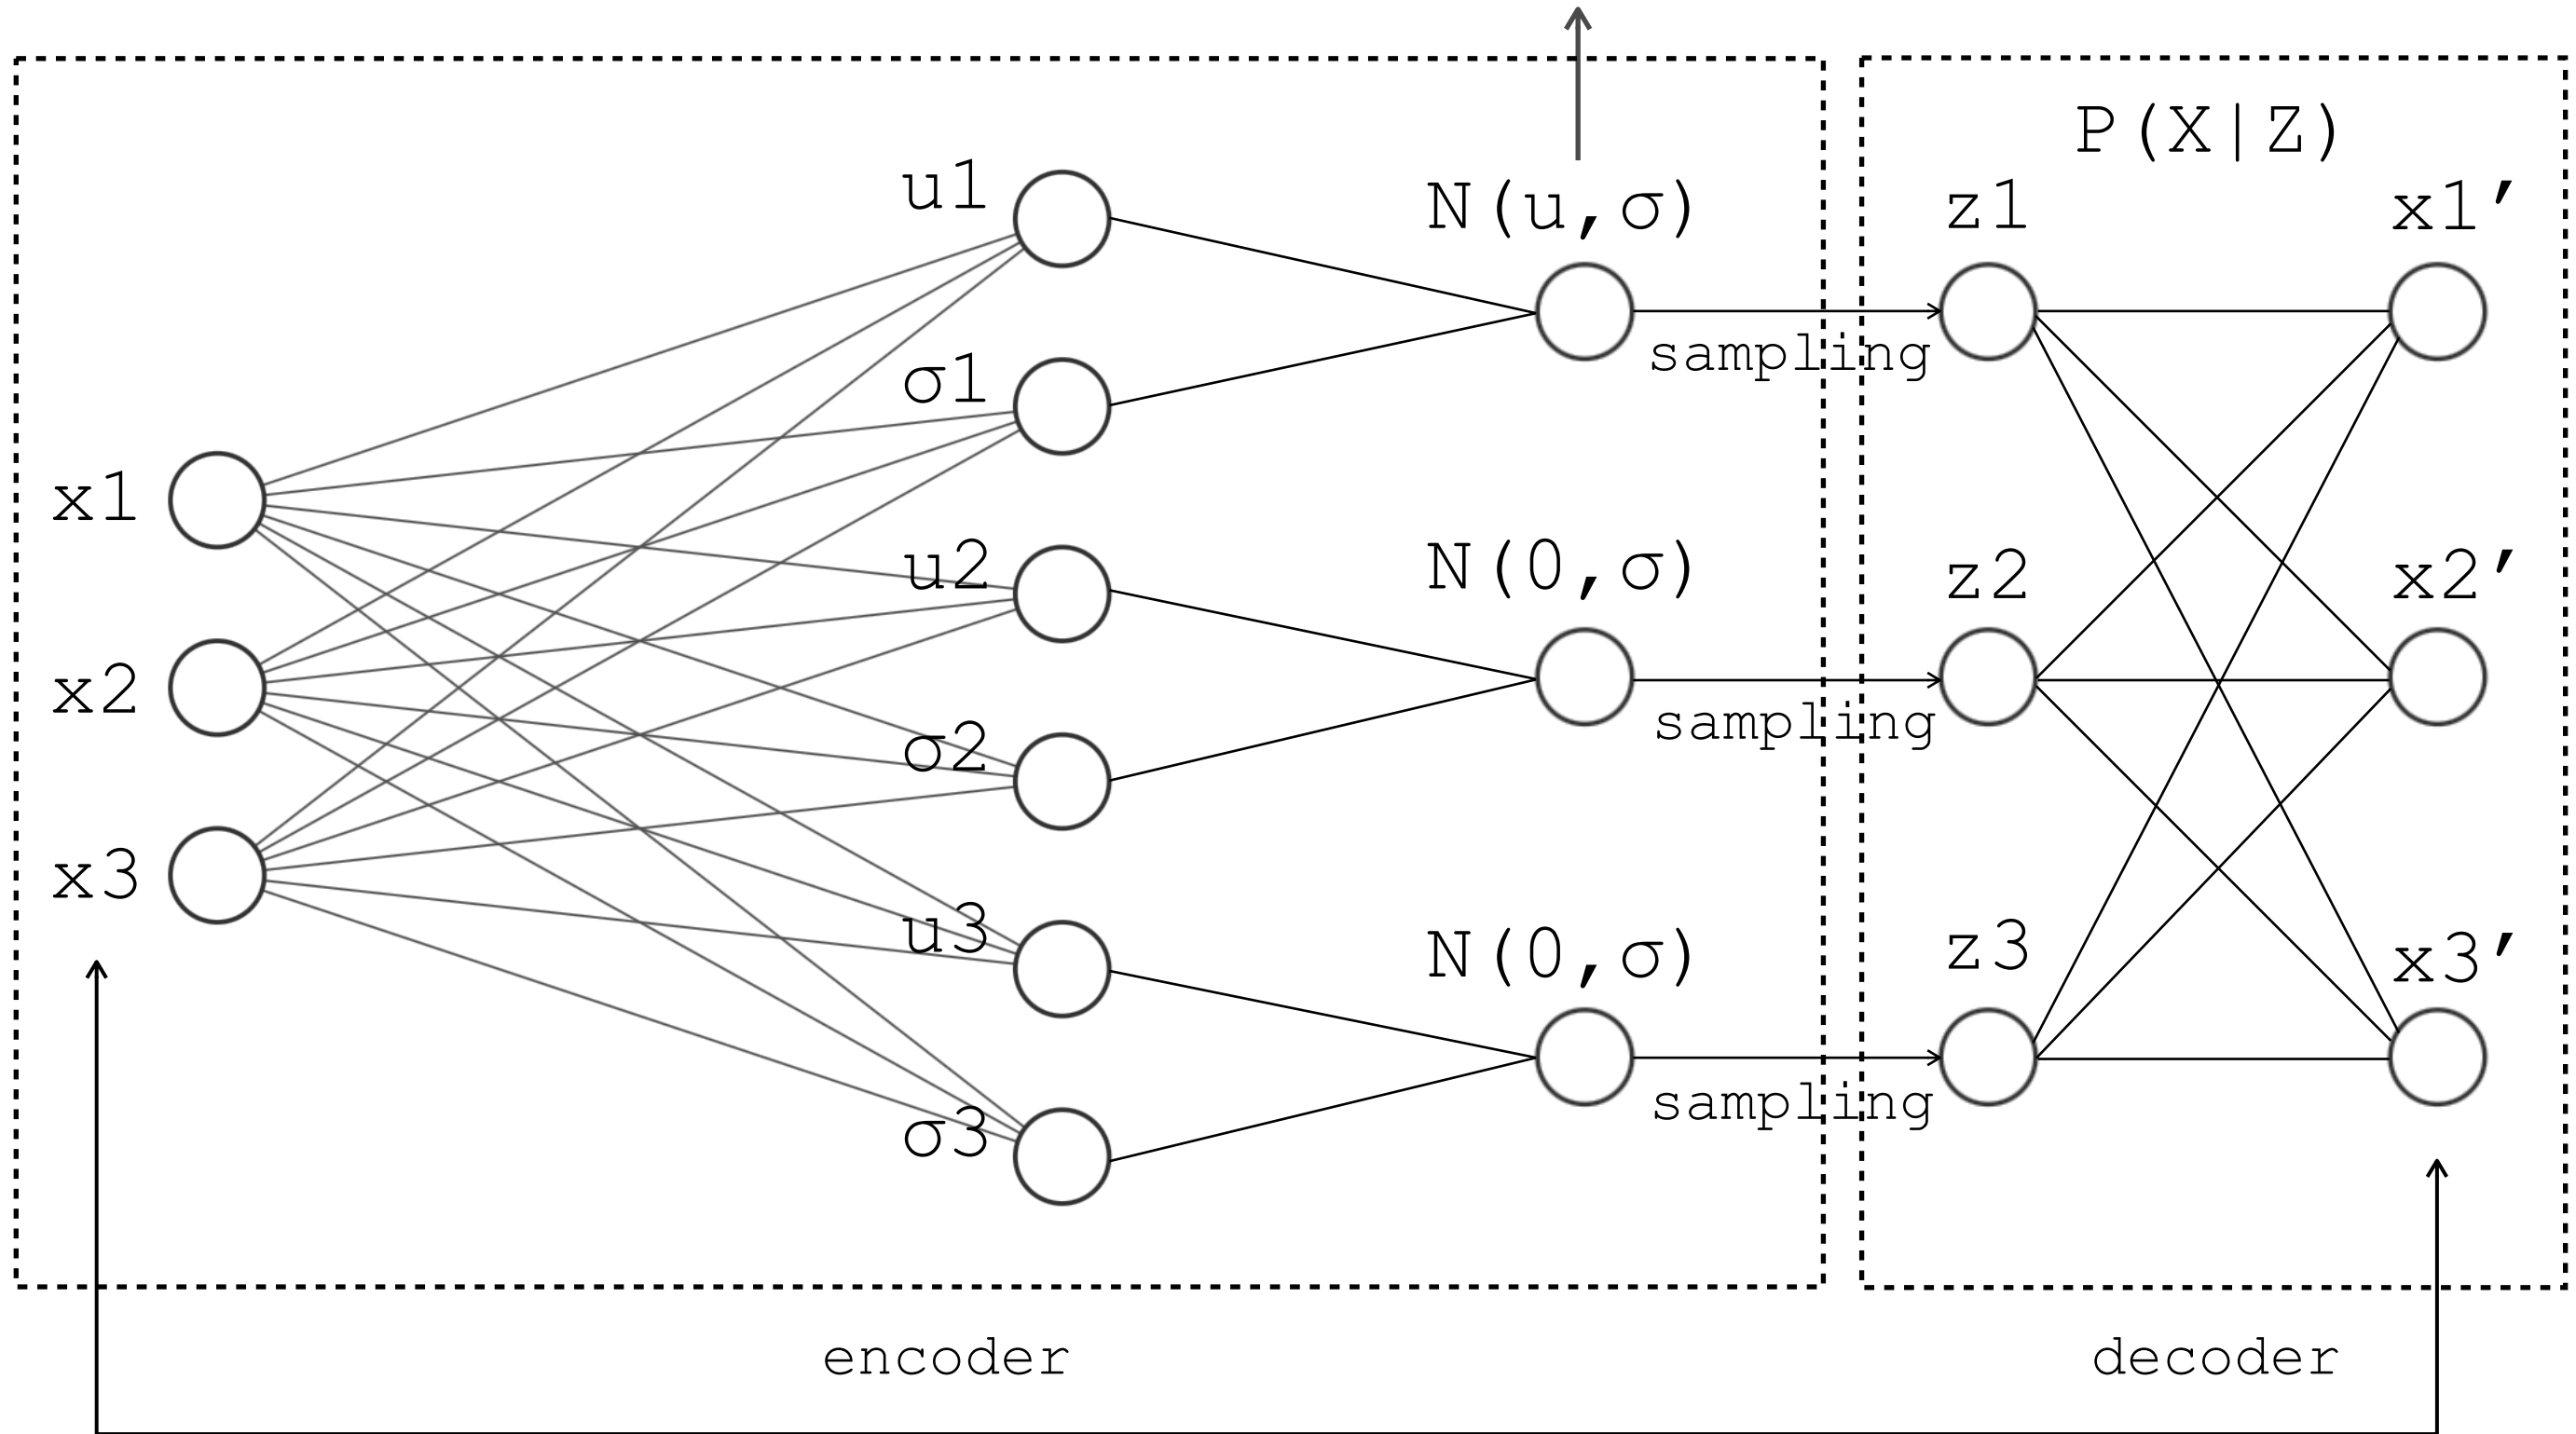 P(X|Z)
u1
N(u,σ)
z1
x1′
σ1
sampling
x1
u2
N(0,σ)
z2
x2′
x2
σ2
sampling
x3
u3
N(0,σ)
z3
x3′
σ3
sampling
encoder
decoder